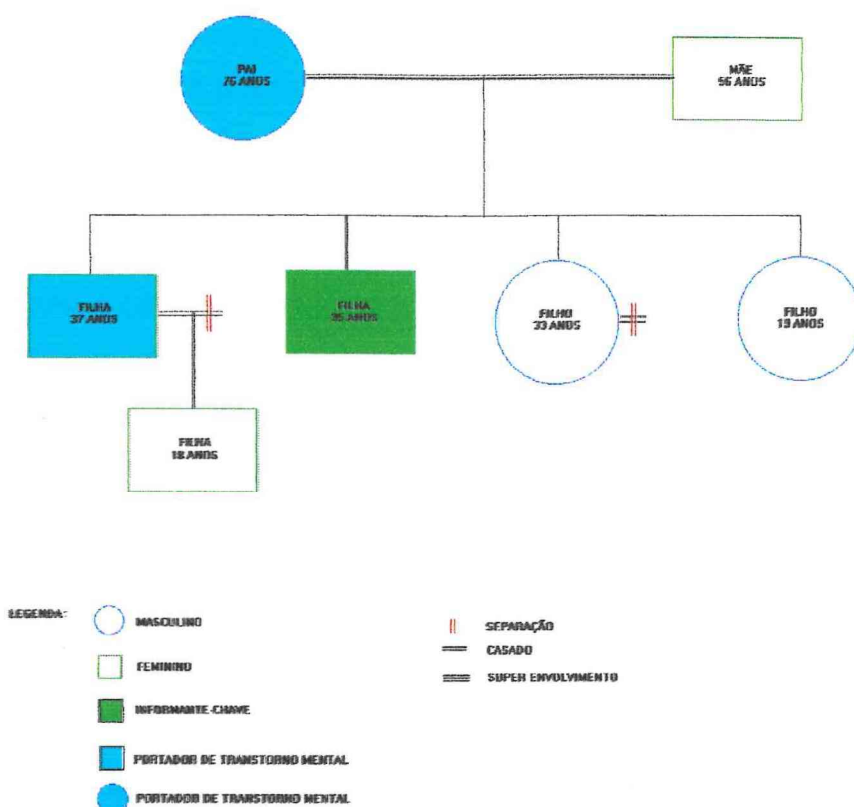 PAI
76 ANOS
MÃE
56 ANOS
FILHA
37 ANOS
FILHA
35 ANOS
FILHO
33 ANOS
FILHO
19 ANOS
FILHA
18 ANOS
LEGENDA:
MASCULINO
FEMININO
INFORMANTE-CHAVE
PORTADOR DE TRANSTORNO MENTAL
PORTADOR DE TRANSTORNO MENTAL
SEPARAÇÃO
CASADO
SUPER ENVOLVIMENTO